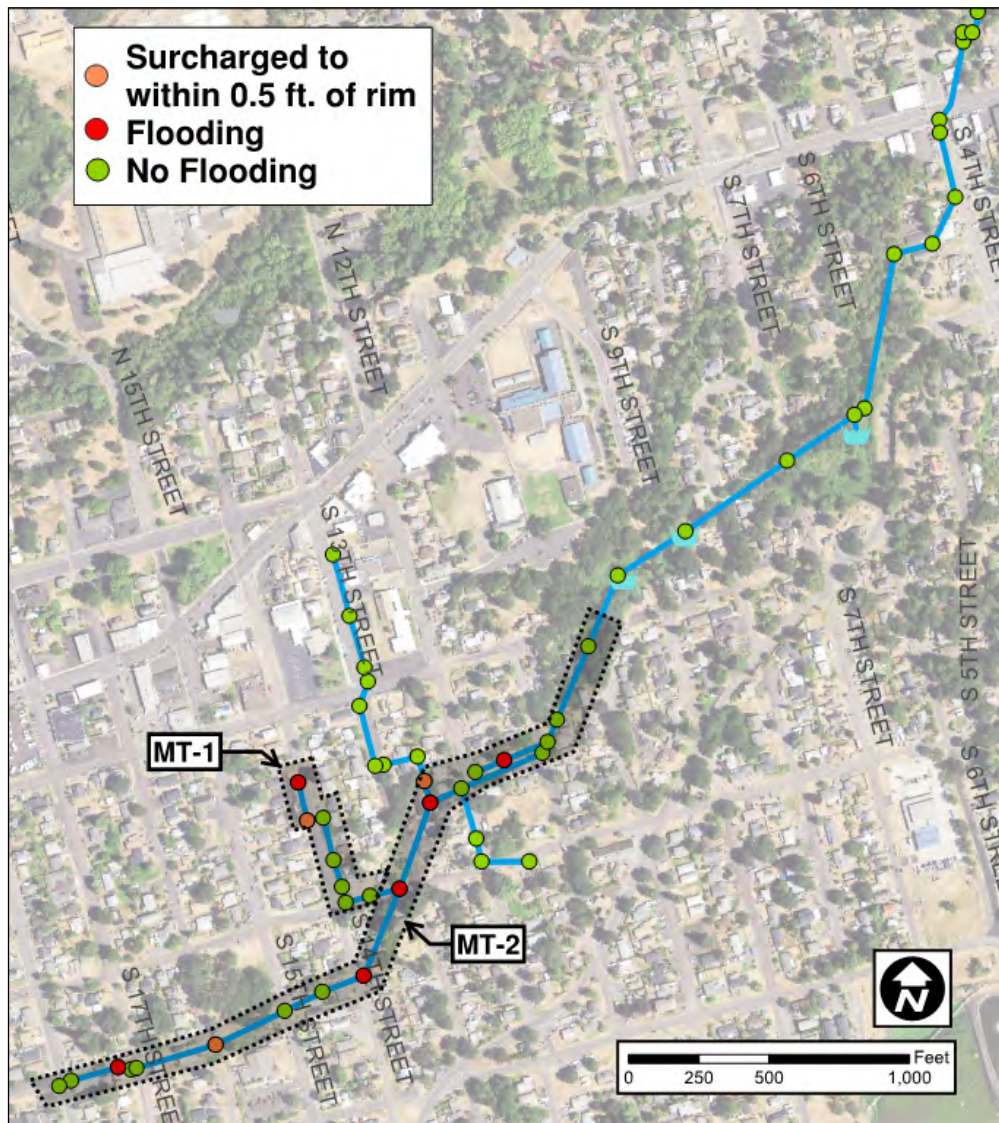 Surcharged to
within 0.5 ft. of rim
Flooding
No Flooding
S 4TH STREET
S 6TH STREET
S 7TH STREET
N 12TH STREET
S 9TH STREET
N 15TH STREET
S 13TH STREET
S 5TH STREET
S 7TH STREET
MT-1
S 6TH STREE
MT-2
S 14TH STREET
S 15TH STREET
S 17TH STREET
N
Feet
0 250 500 1,000